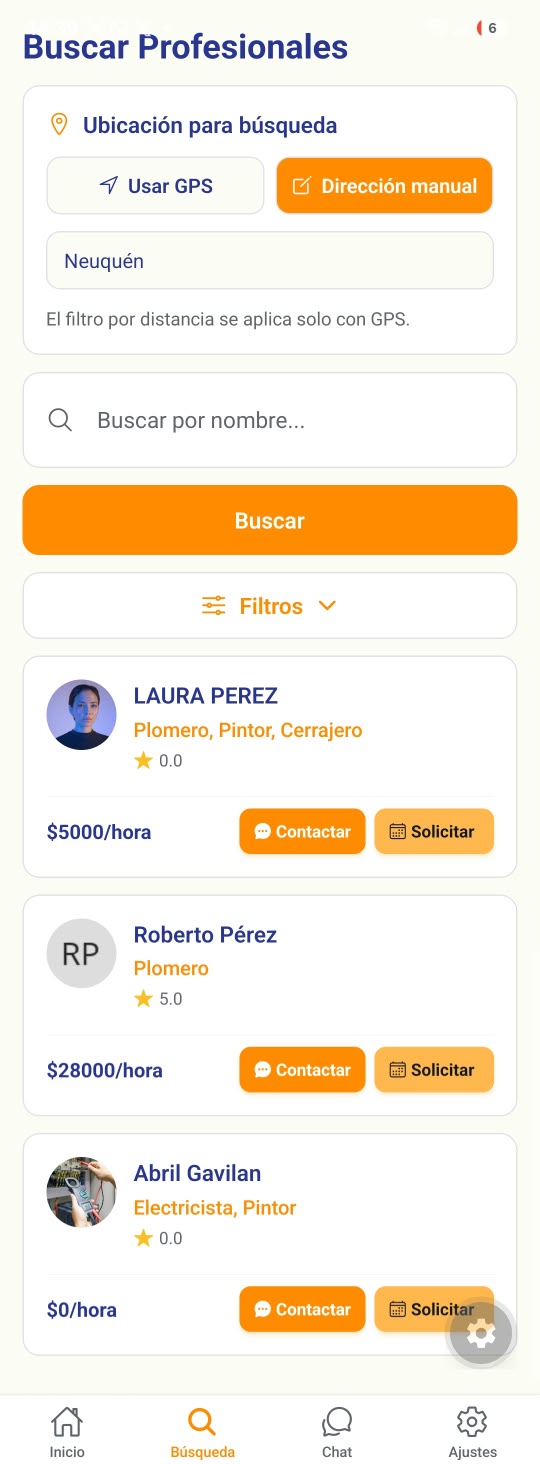 6
Buscar Profesionales
Ubicación para búsqueda
Usar GPS
Dirección manual
Neuquén
El filtro por distancia se aplica solo con GPS.
Buscar por nombre...
Buscar
Filtros
LAURA PEREZ
Plomero, Pintor, Cerrajero
0.0
$5000/hora
Contactar
Solicitar
RP
Roberto Pérez
Plomero
5.0
$28000/hora
Contactar
Solicitar
Abril Gavilan
Electricista, Pintor
0.0
$0/hora
Contactar
Solicitar
Inicio
Búsqueda
Chat
Ajustes